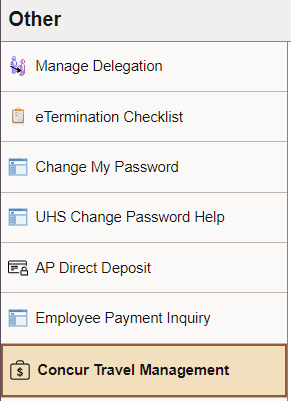 Other
Manage Delegation
eTermination Checklist
Change My Password
UHS Change Password Help
AP Direct Deposit
Employee Payment Inquiry
Concur Travel Management